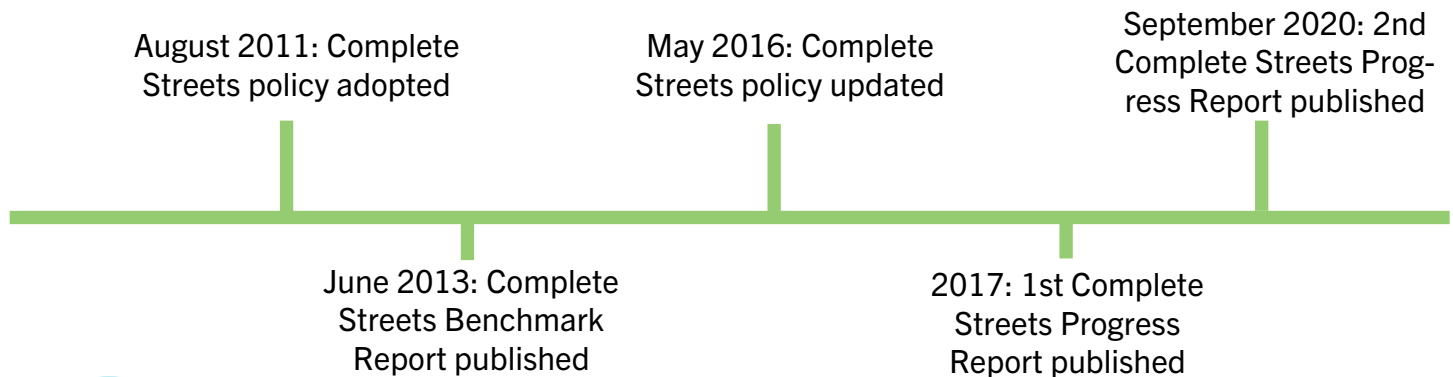 August 2011: Complete
Streets policy adopted
June 2013: Complete
Streets Benchmark
Report published
May 2016: Complete
Streets policy updated
2017: 1st Complete
Streets Progress
Report published
September 2020: 2nd
Complete Streets Prog-
ress Report published